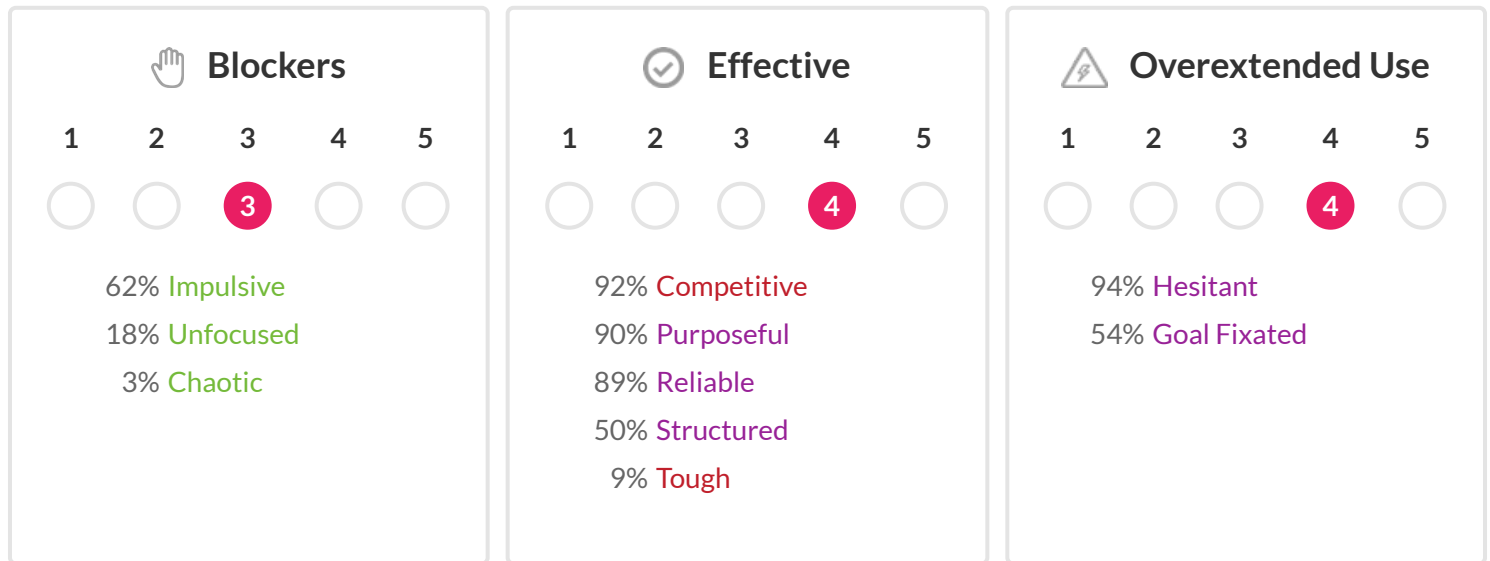 Blockers
1 2 3 4 5
3
62% Impulsive
18% Unfocused
3% Chaotic
Effective
1 2 3 4 5
4
92% Competitive
90% Purposeful
89% Reliable
50% Structured
9% Tough
Overextended Use
1 2 3 4 5
4
94% Hesitant
54% Goal Fixated